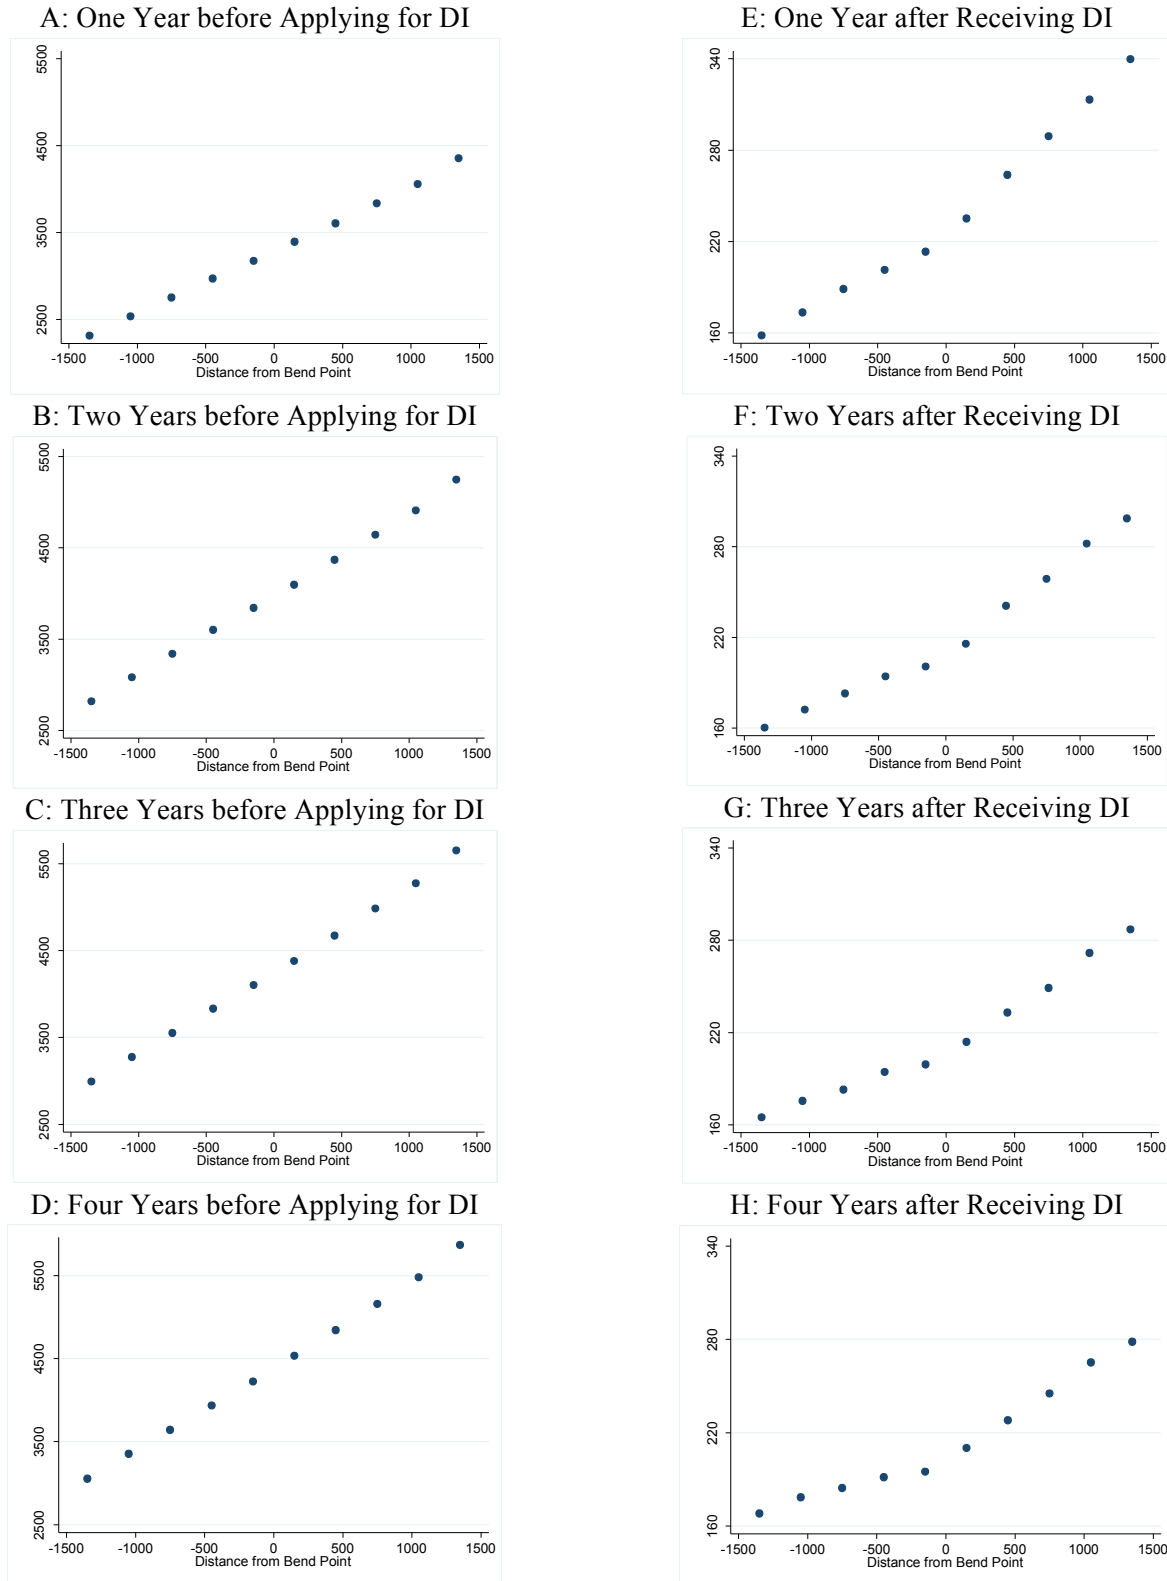 A: One Year before Applying for DI
5500
4500
3500
2500
-1500 -1000 -500 0 500 1000 1500
Distance from Bend Point
E: One Year after Receiving DI
340
280
220
160
-1500 -1000 -500 0 500 1000 1500
Distance from Bend Point
B: Two Years before Applying for DI
5500
4500
3500
2500
-1500 -1000 -500 0 500 1000 1500
Distance from Bend Point
F: Two Years after Receiving DI
340
280
220
160
-1500 -1000 -500 0 500 1000 1500
Distance from Bend Point
C: Three Years before Applying for DI
5500
4500
3500
2500
-1500 -1000 -500 0 500 1000 1500
Distance from Bend Point
G: Three Years after Receiving DI
340
280
220
160
-1500 -1000 -500 0 500 1000 1500
Distance from Bend Point
D: Four Years before Applying for DI
5500
4500
3500
2500
-1500 -1000 -500 0 500 1000 1500
Distance from Bend Point
H: Four Years after Receiving DI
340
280
220
160
-1500 -1000 -500 0 500 1000 1500
Distance from Bend Point